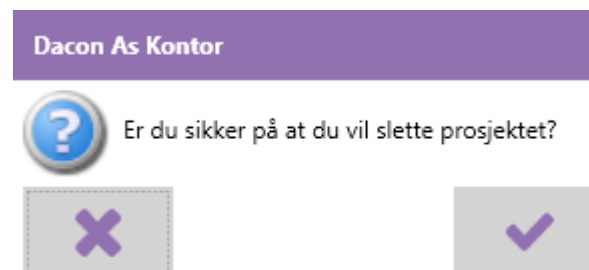 Dacon As Kontor
Er du sikker på at du vil slette prosjektet?